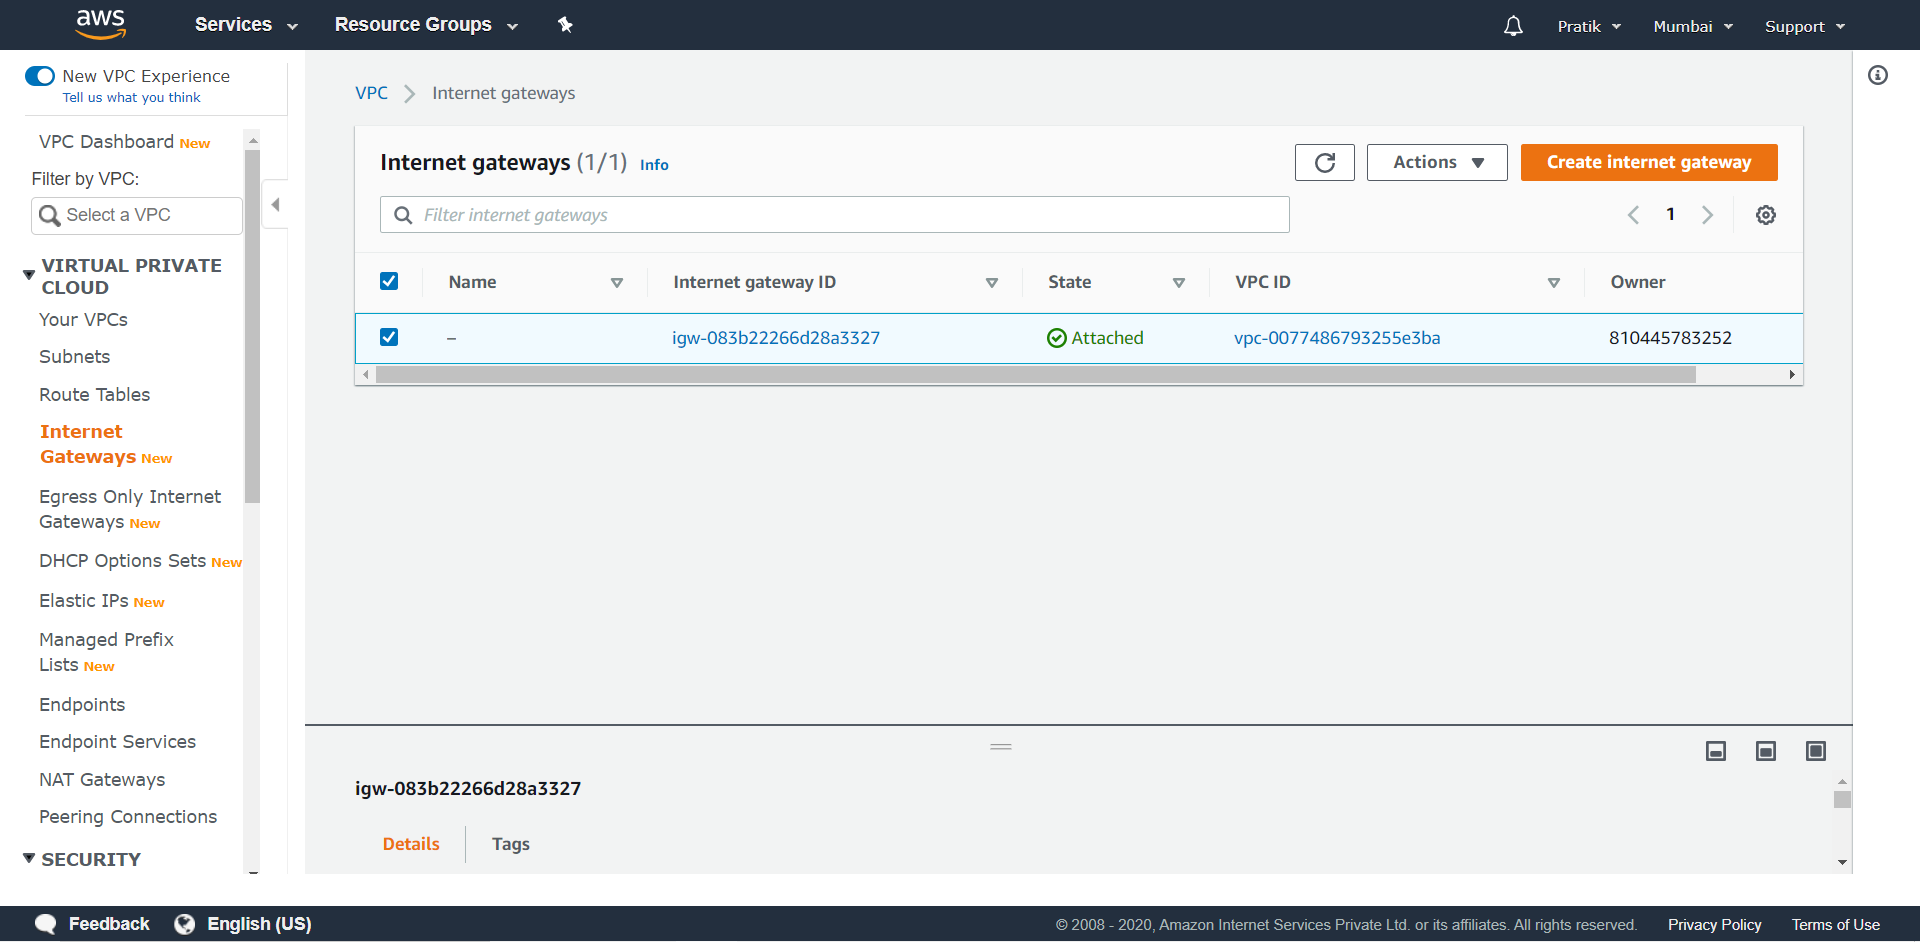 aws Services Resource Groups Pratik Mumbai Support
New VPC Experience
Tell us what you think
VPC Dashboard New
Filter by VPC:
Select a VPC
VIRTUAL PRIVATE
CLOUD
Your VPCs
Subnets
Route Tables
Internet
Gateways New
Egress Only Internet
Gateways New
DHCP Options Sets New
Elastic IPs New
Managed Prefix
Lists New
Endpoints
Endpoint Services
NAT Gateways
Peering Connections
SECURITY
VPC Internet gateways
Internet gateways (1/1) Info Actions Create internet gateway
Filter internet gateways 1
Name Internet gateway ID State VPC ID Owner
– igw-083b22266d28a3327 Attached vpc-0077486793255e3ba 810445783252
igw-083b22266d28a3327
Details Tags
Feedback English (US) © 2008 - 2020, Amazon Internet Services Private Ltd. or its affiliates. All rights reserved. Privacy Policy Terms of Use